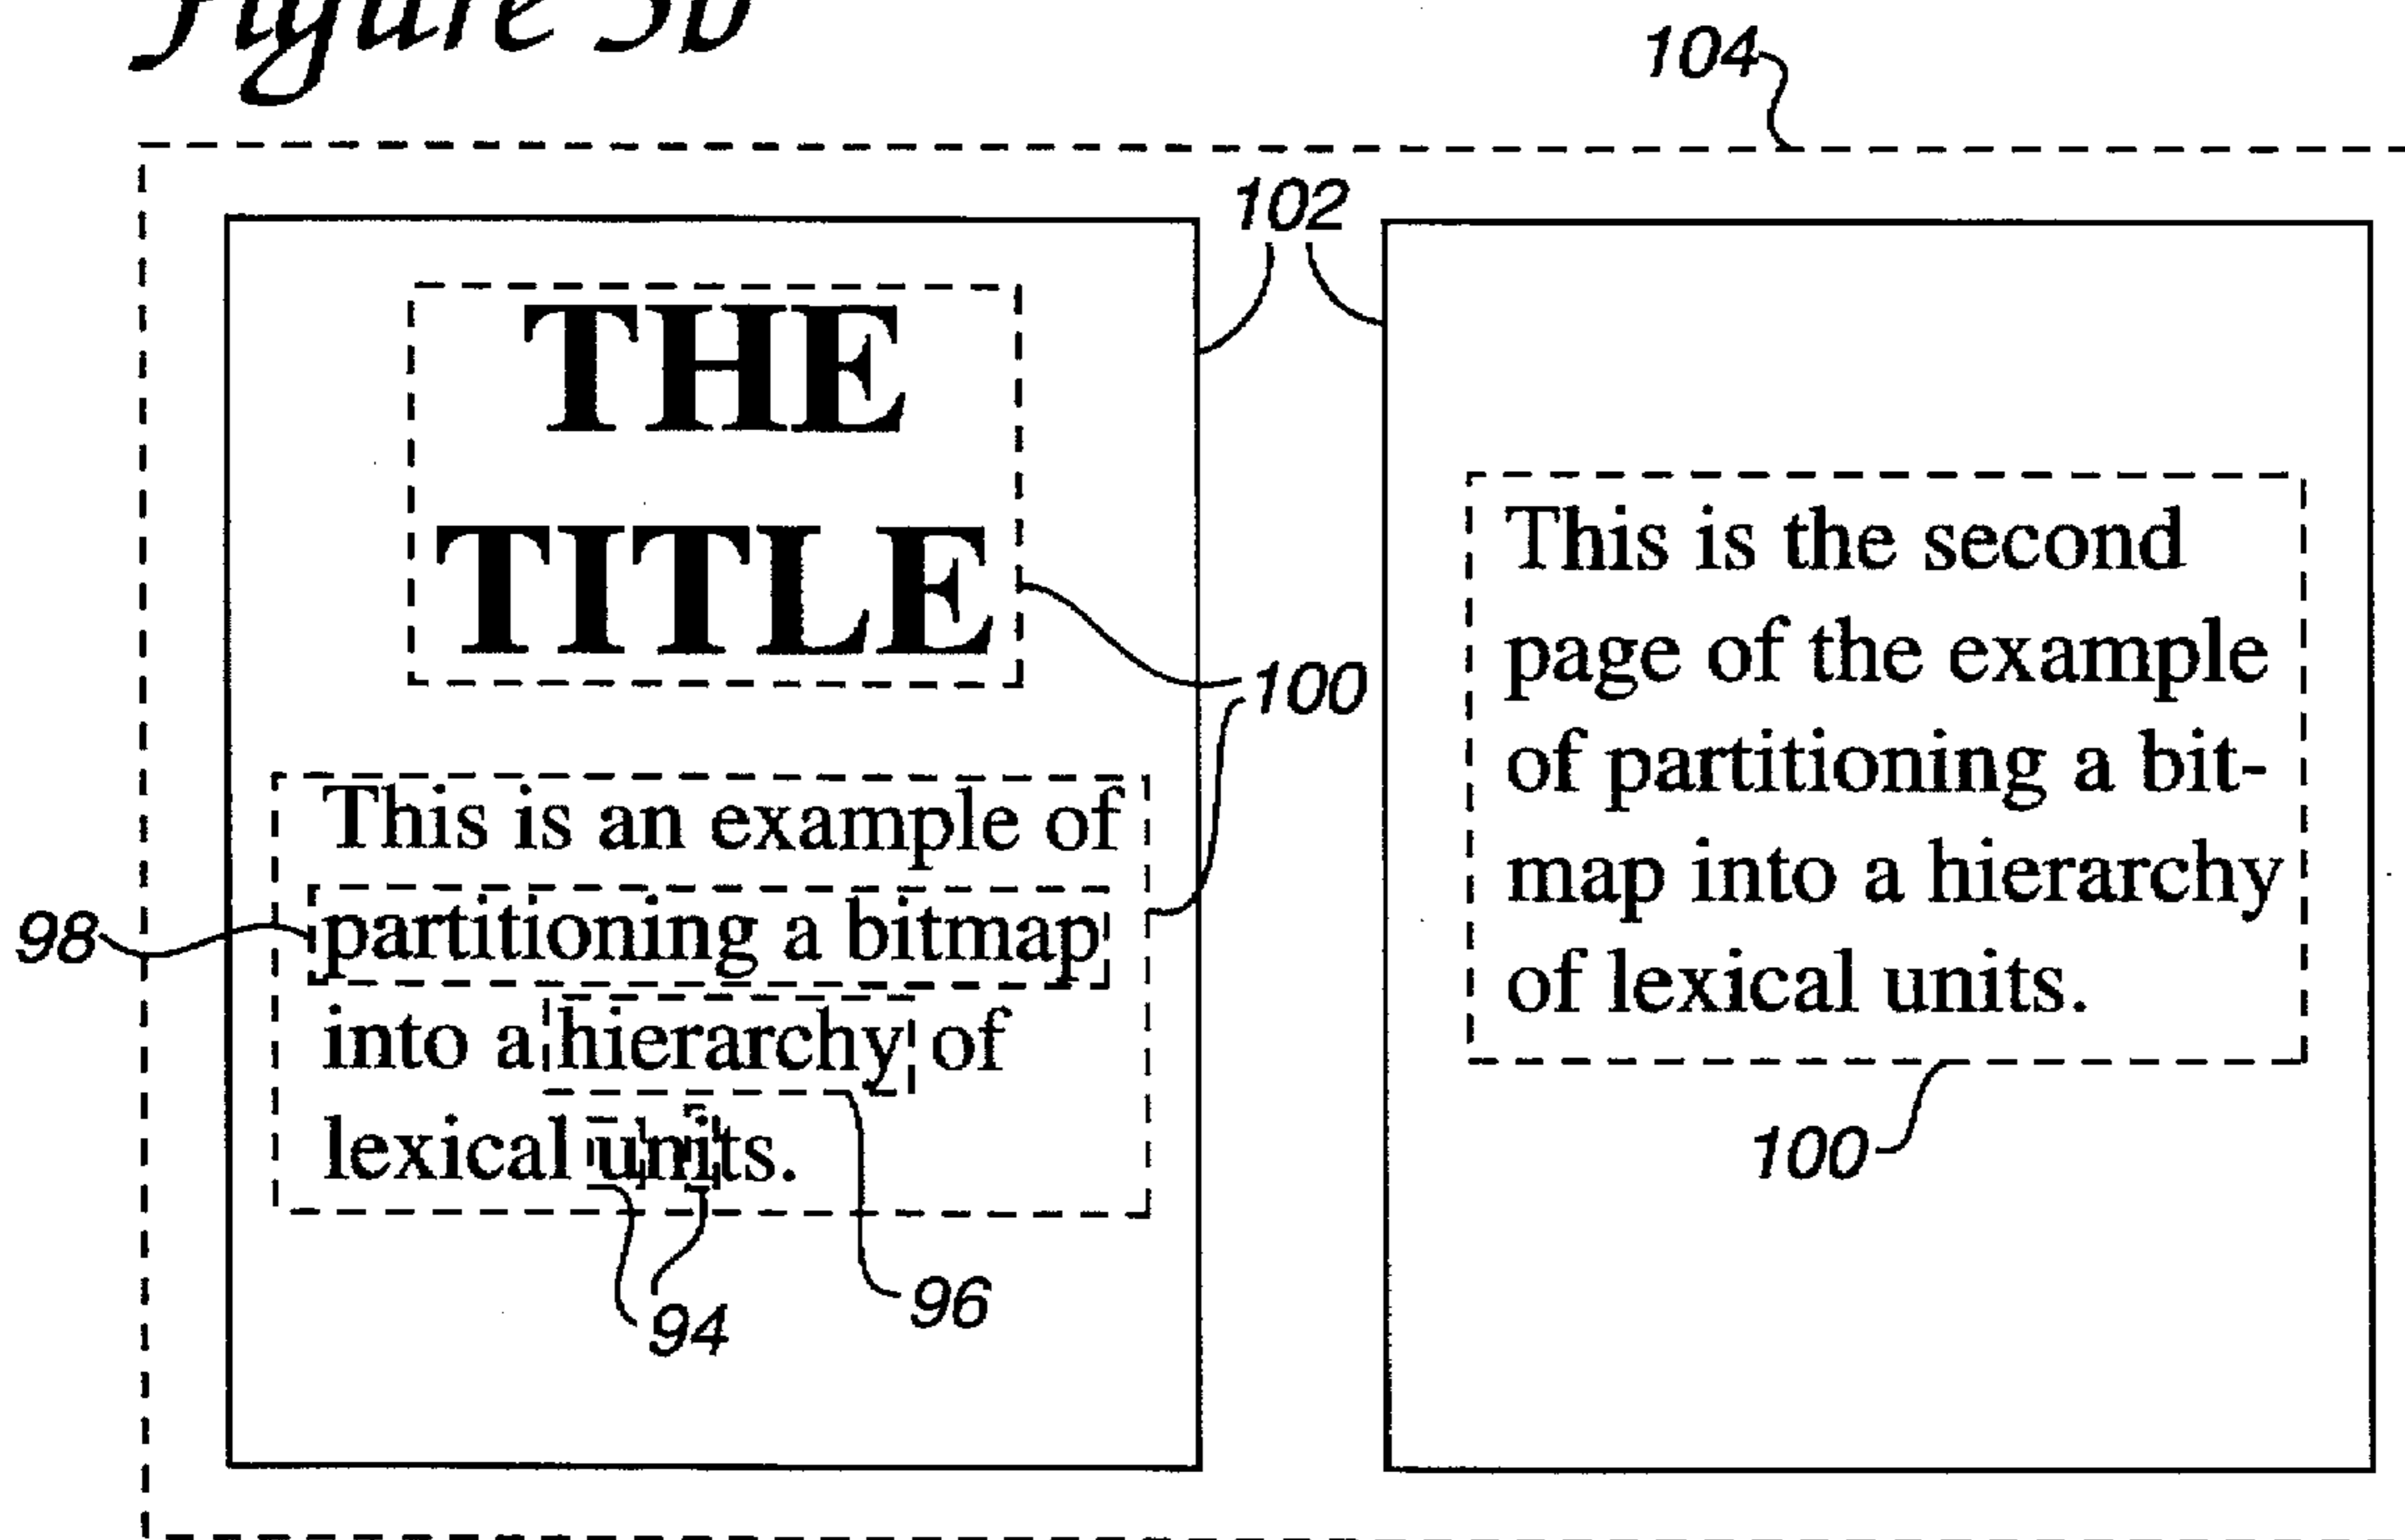 Figure 5b
104
102
THE
TITLE
100
This is an example of
98
partitioning a bitmap
into a hierarchy of
lexical units.
96
94
This is the second
page of the example
of partitioning a bit-
map into a hierarchy
of lexical units.
100